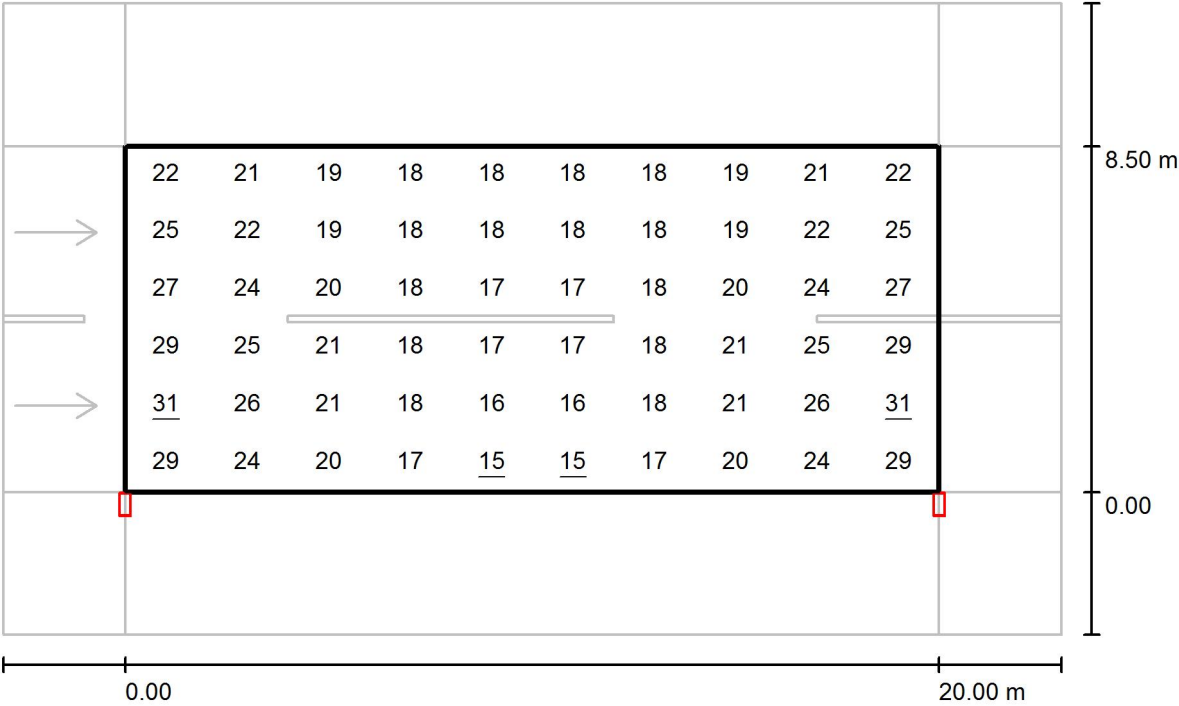 22 21 19 18 18 18 18 19 21 22
8.50 m
25 22 19 18 18 18 18 19 22 25
27 24 20 18 17 17 18 20 24 27
29 25 21 18 17 17 18 21 25 29
31 26 21 18 16 16 18 21 26 31
29 24 20 17 15 15 17 20 24 29
0.00
0.00
20.00 m